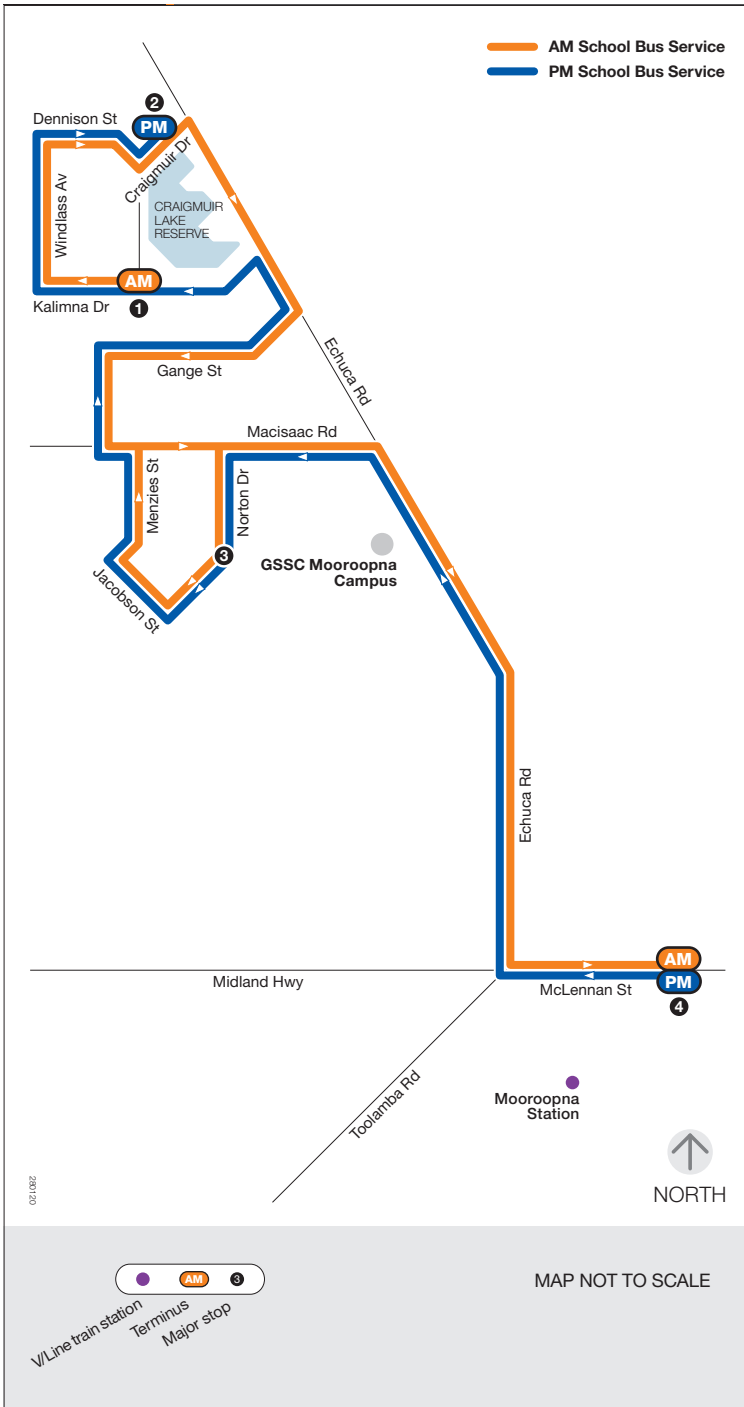 AM School Bus Service
PM School Bus Service
2
Dennison St
PM
Craigmuir Dr
Windlass Av
CRAIGMUIR
LAKE
RESERVE
AM
Kalimna Dr
1
Echuca Rd
Gange St
Macisaac Rd
Menzies St
Norton Dr
3
GSSC Mooroopna
Campus
Jacobson St
Echuca Rd
AM
Midland Hwy
PM
McLennan St
4
Toolamba Rd
Mooroopna
Station
280120
NORTH
AM
3
MAP NOT TO SCALE
V/Line train station
Terminus
Major stop